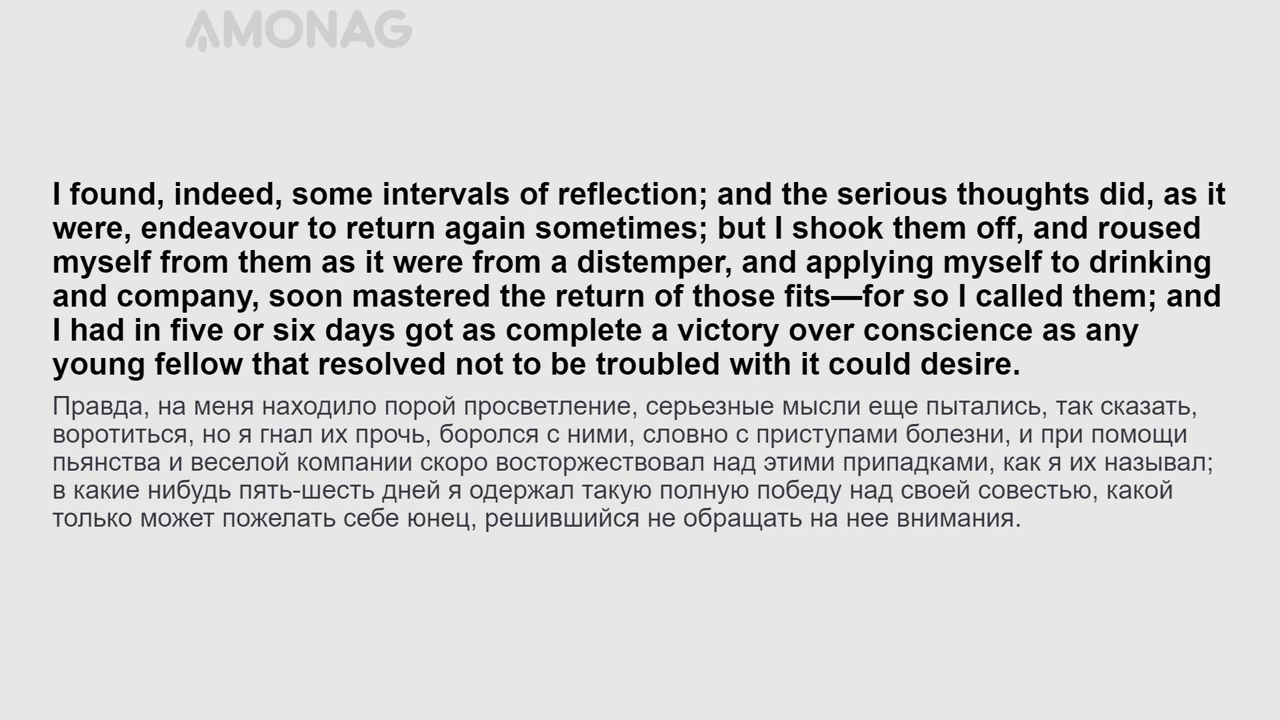 AMONAG
I found, indeed, some intervals of reflection; and the serious thoughts did, as it
were, endeavour to return again sometimes; but I shook them off, and roused
myself from them as it were from a distemper, and applying myself to drinking
and company, soon mastered the return of those fits—for so I called them; and
I had in five or six days got as complete a victory over conscience as any
young fellow that resolved not to be troubled with it could desire.
Правда, на меня находило порой просветление, серьезные мысли еще пытались, так сказать,
воротиться, но я гнал их прочь, боролся с ними, словно с приступами болезни, и при помощи
пьянства и веселой компании скоро восторжествовал над этими припадками, как я их называл;
в какие нибудь пять-шесть дней я одержал такую полную победу над своей совестью, какой
только может пожелать себе юнец, решившийся не обращать на нее внимания.